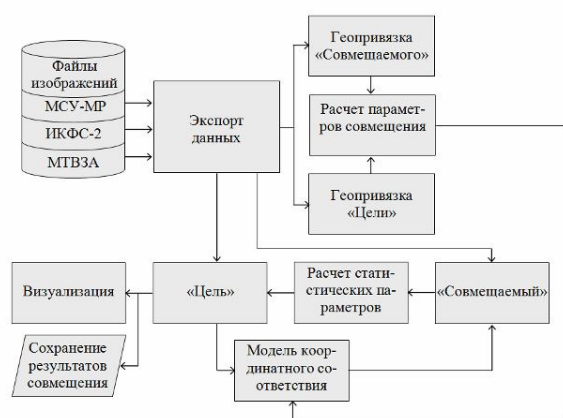 Файлы
изображений
МСУ-МР
ИКФС-2
МТВЗА
Экспорт
данных
Геопривязка
«Совмещаемого»
Расчет парамет-
ров совмещения
Геопривязка
«Цели»
Визуализация
«Цель»
Расчет стати-
стических па-
раметров
«Совмещаемый»
Сохранение
результатов
совмещения
Модель коор-
динатного со-
ответствия